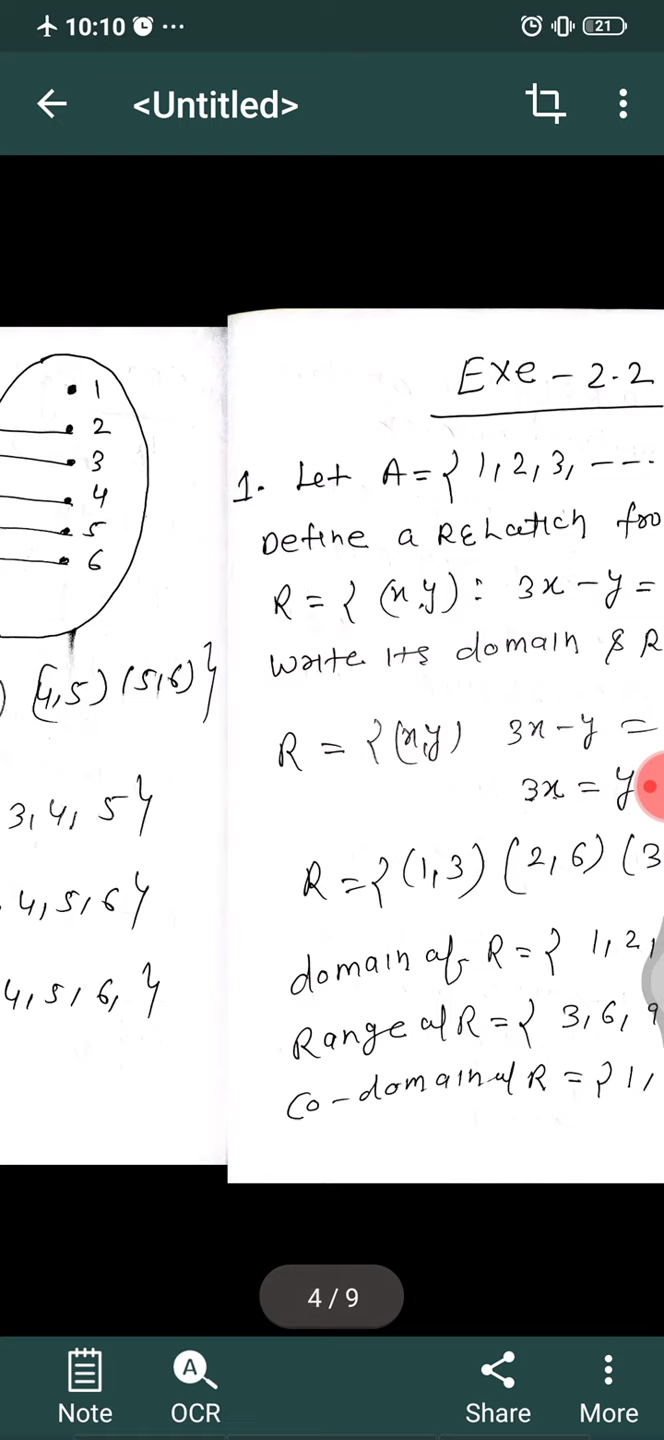 10:10
21
<Untitled>
1
2
3
4
5
6
) (4,5) (5,6)}
3, 4, 5}
4, 5, 6}
4, 5, 6, }
Exe - 2.2
1. Let A = { 1, 2, 3, ----
Define a RELation fro
R = { (x,y) : 3x - y =
write Its domain & R
R = {(x,y) 3x - y =
3x = y
R = {(1,3) (2,6) (3
domain of R = { 1, 2,
Range of R = { 3, 6, 9
Co-domain of R = { 1,
4 / 9
Note
A
OCR
Share
More